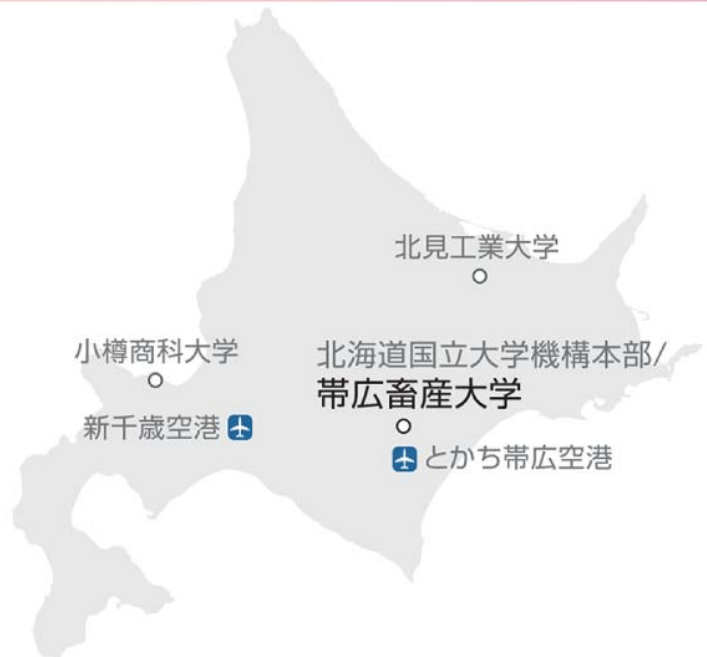 北見工業大学
小樽商科大学
北海道国立大学機構本部/
帯広畜産大学
新千歳空港
とかち帯広空港